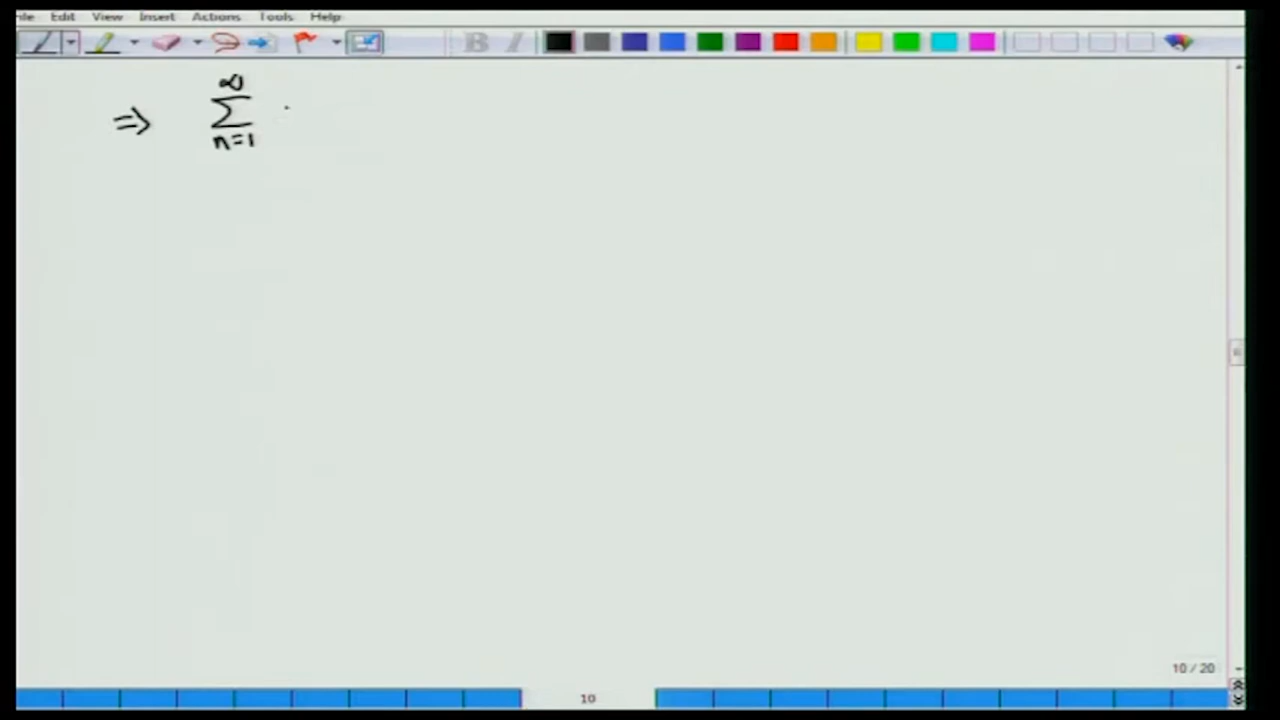 File Edit View Insert Actions Tools Help
B I
⇒ ∑_{n=1}^{∞}
10 / 20
10